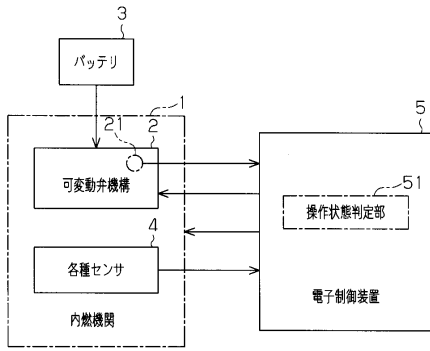 3
バッテリ
1
21
2
可変動弁機構
4
各種センサ
内燃機関
5
51
操作状態判定部
電子制御装置